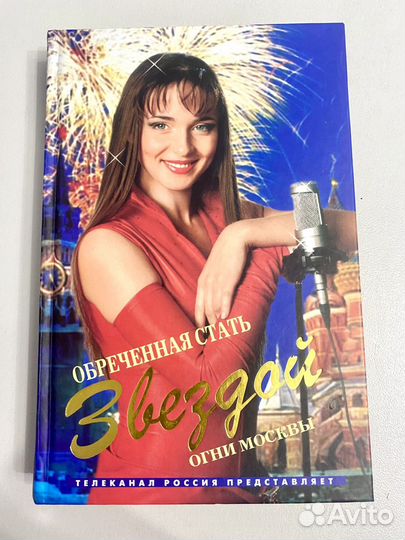 ОБРЕЧЕННАЯ СТАТЬ
Звездой
ОГНИ МОСКВЫ
ТЕЛЕКАНАЛ РОССИЯ ПРЕДСТАВЛЯЕТ
Avito